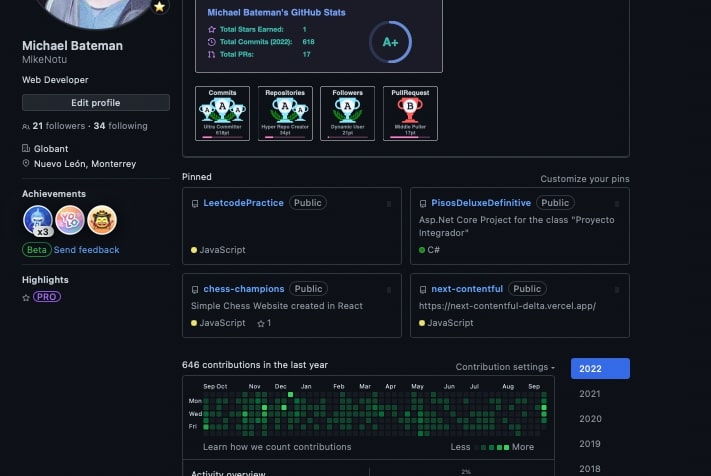 Michael Bateman
MikeNotu
Web Developer
Edit profile
21 followers · 34 following
Globant
Nuevo León, Monterrey
Achievements
x3
YOLO
Beta Send feedback
Highlights
PRO
Michael Bateman's GitHub Stats
Total Stars Earned: 1
Total Commits (2022): 618
Total PRs: 17
A+
Commits
A A A
Ultra Committer
618pt
Repositories
A A A
Hyper Repo Creator
34pt
Followers
A
Dynamic User
21pt
PullRequest
B
Middle Puller
17pt
Pinned
Customize your pins
LeetcodePractice Public
JavaScript
PisosDeluxeDefinitive Public
Asp.Net Core Project for the class "Proyecto
Integrador"
C#
chess-champions Public
Simple Chess Website created in React
JavaScript 1
next-contentful Public
https://next-contentful-delta.vercel.app/
JavaScript
646 contributions in the last year
Contribution settings
Sep Oct Nov Dec Jan Feb Mar Apr May Jun Jul Aug Sep
Mon
Wed
Fri
Learn how we count contributions
Less More
Activity overview
2%
2022
2021
2020
2019
2018